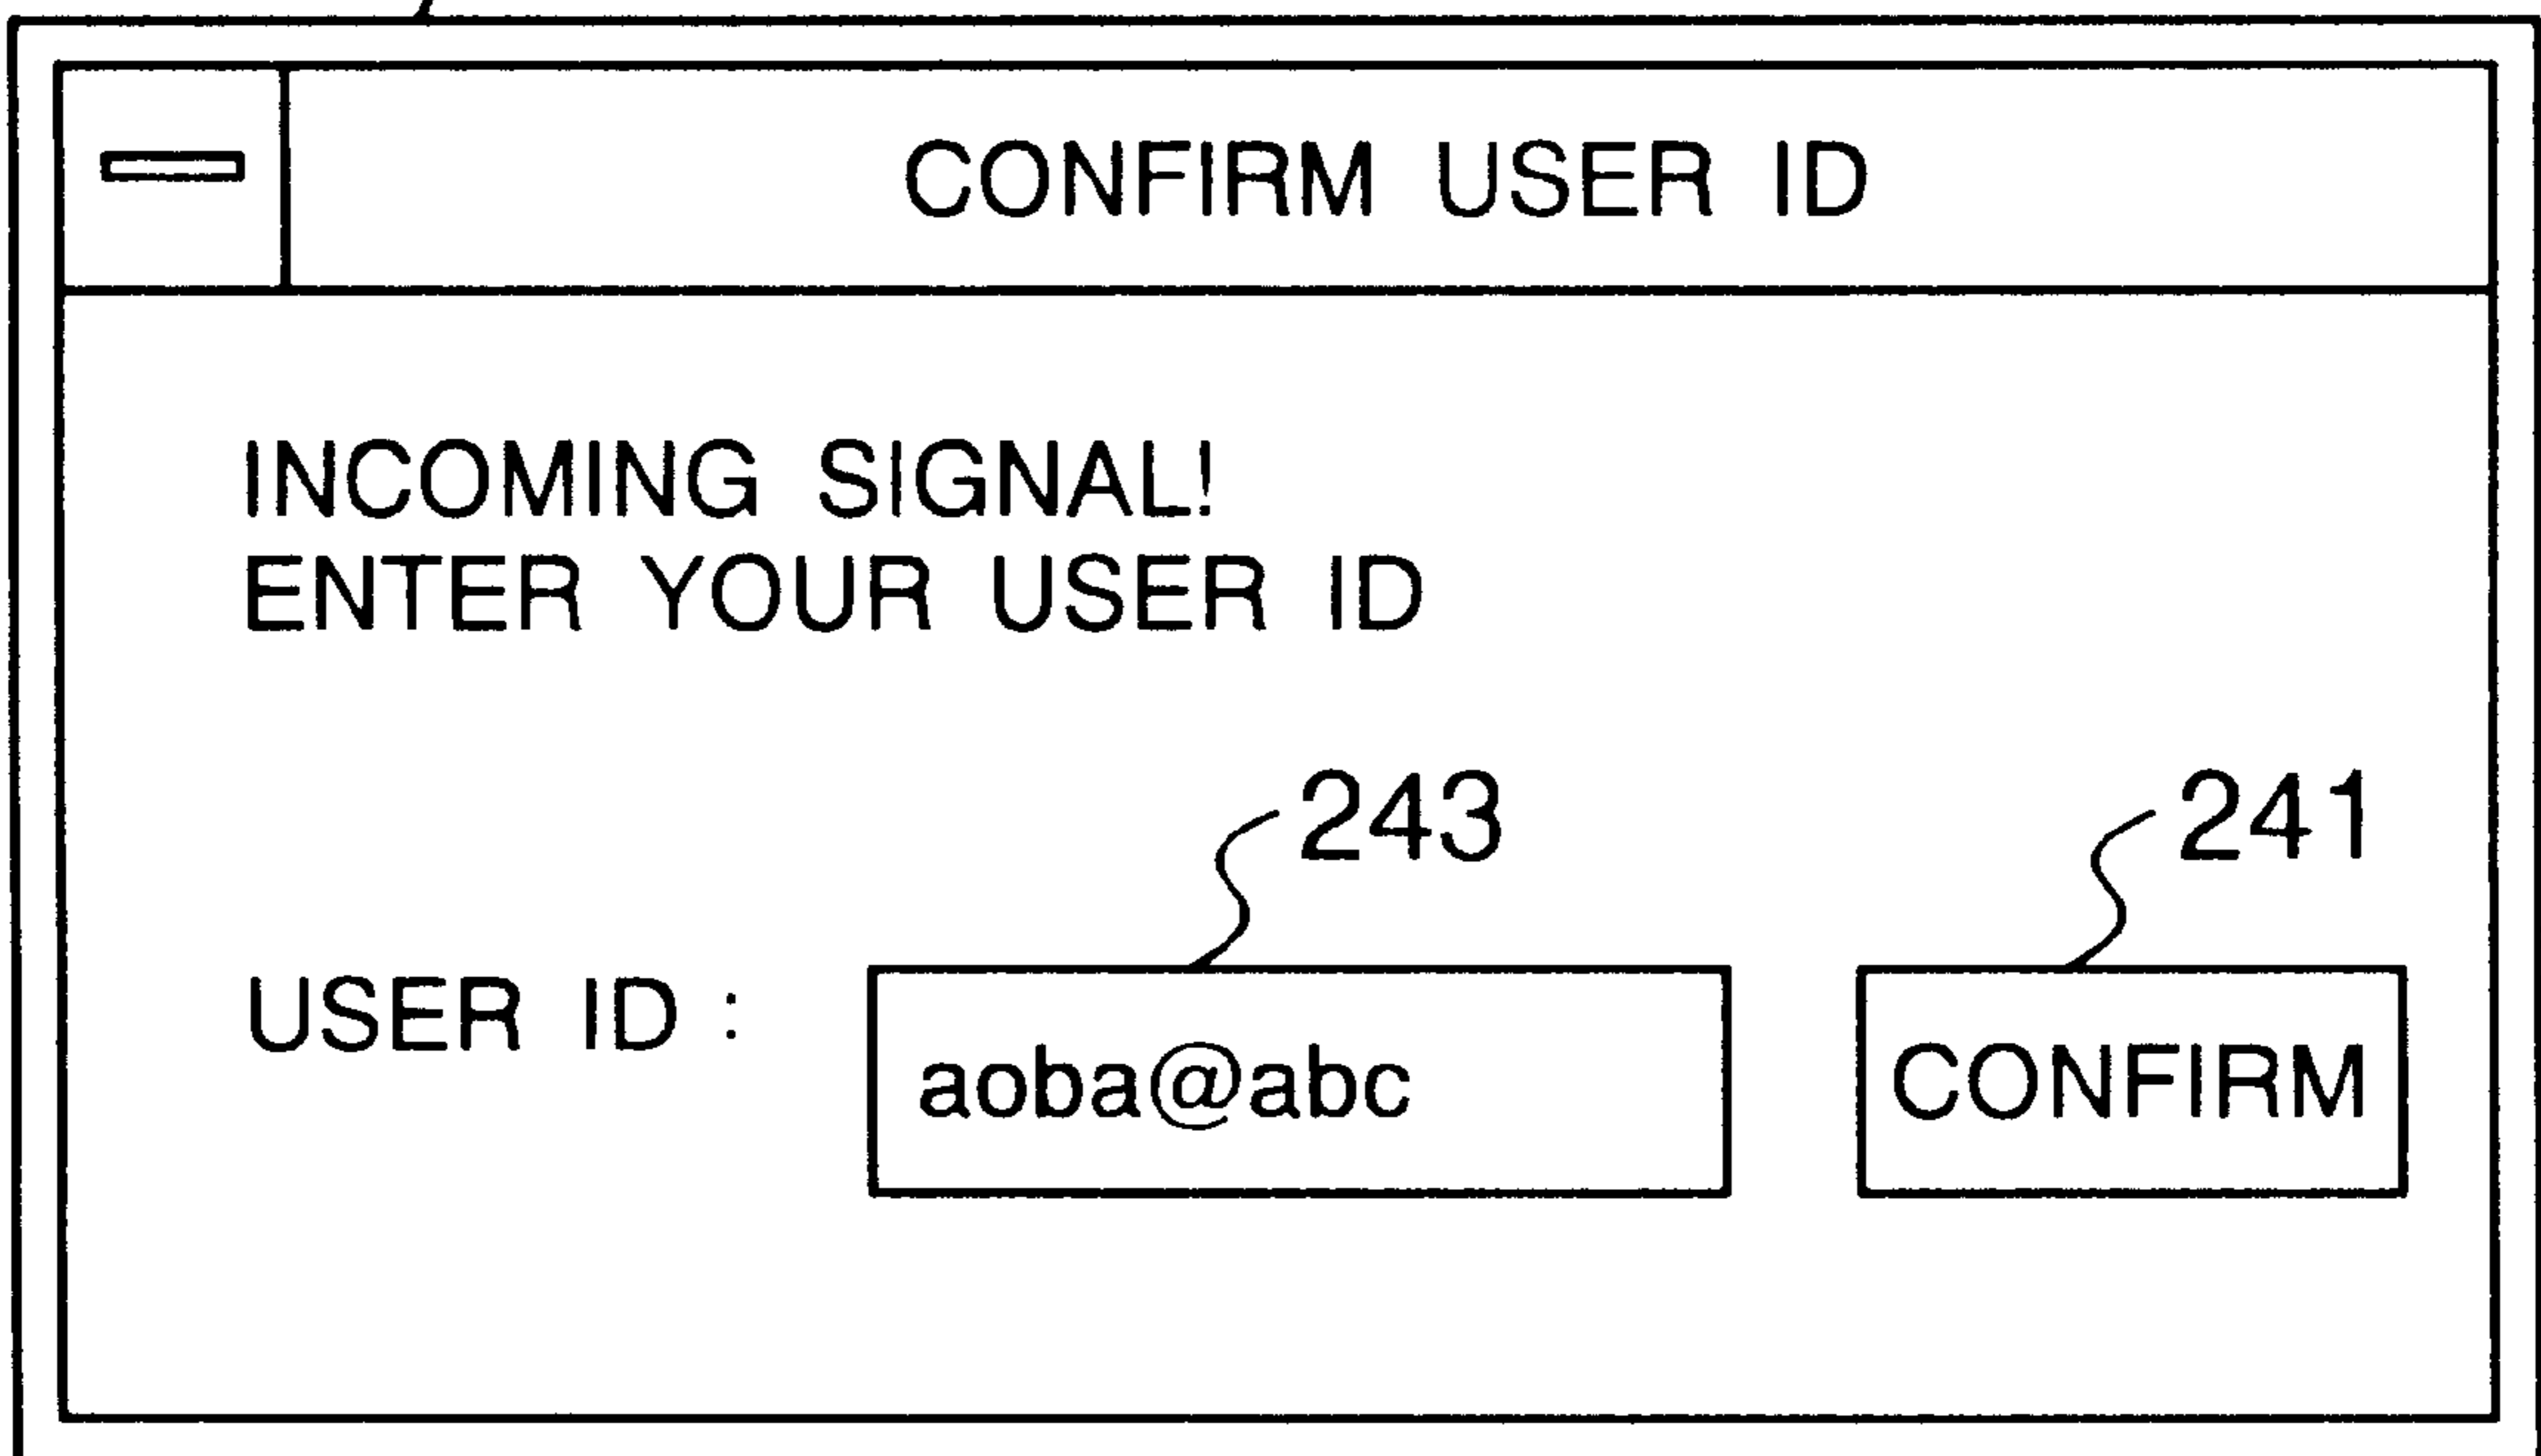 CONFIRM USER ID
INCOMING SIGNAL!
ENTER YOUR USER ID
243 241
USER ID : aoba@abc CONFIRM